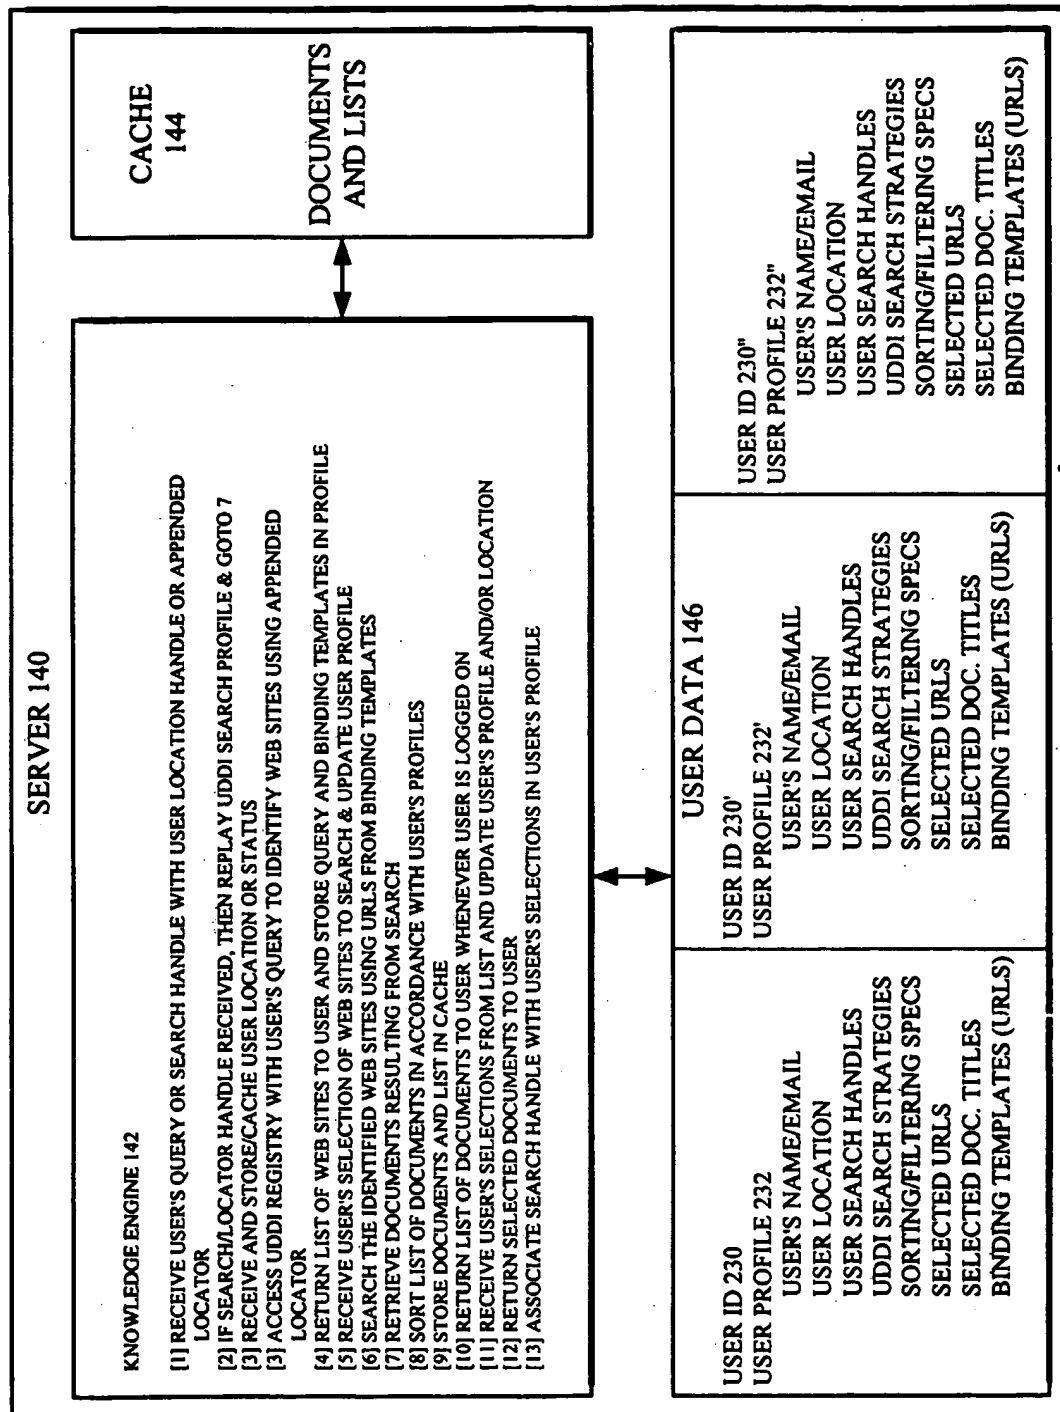 SERVER 140
KNOWLEDGE ENGINE 142
[1] RECEIVE USER'S QUERY OR SEARCH HANDLE WITH USER LOCATION HANDLE OR APPENDED
LOCATOR
[2] IF SEARCH/LOCATOR HANDLE RECEIVED, THEN REPLAY UDDI SEARCH PROFILE & GOTO 7
[3] RECEIVE AND STORE/CACHE USER LOCATION OR STATUS
[3] ACCESS UDDI REGISTRY WITH USER'S QUERY TO IDENTIFY WEB SITES USING APPENDED
LOCATOR
[4] RETURN LIST OF WEB SITES TO USER AND STORE QUERY AND BINDING TEMPLATES IN PROFILE
[5] RECEIVE USER'S SELECTION OF WEB SITES TO SEARCH & UPDATE USER PROFILE
[6] SEARCH THE IDENTIFIED WEB SITES USING URLS FROM BINDING TEMPLATES
[7] RETRIEVE DOCUMENTS RESULTING FROM SEARCH
[8] SORT LIST OF DOCUMENTS IN ACCORDANCE WITH USER'S PROFILES
[9] STORE DOCUMENTS AND LIST IN CACHE
[10] RETURN LIST OF DOCUMENTS TO USER WHENEVER USER IS LOGGED ON
[11] RECEIVE USER'S SELECTIONS FROM LIST AND UPDATE USER'S PROFILE AND/OR LOCATION
[12] RETURN SELECTED DOCUMENTS TO USER
[13] ASSOCIATE SEARCH HANDLE WITH USER'S SELECTIONS IN USER'S PROFILE
CACHE
144
DOCUMENTS
AND LISTS
USER DATA 146
USER ID 230
USER PROFILE 232
USER'S NAME/EMAIL
USER LOCATION
USER SEARCH HANDLES
UDDI SEARCH STRATEGIES
SORTING/FILTERING SPECS
SELECTED URLS
SELECTED DOC. TITLES
BINDING TEMPLATES (URLS)
USER ID 230'
USER PROFILE 232'
USER'S NAME/EMAIL
USER LOCATION
USER SEARCH HANDLES
UDDI SEARCH STRATEGIES
SORTING/FILTERING SPECS
SELECTED URLS
SELECTED DOC. TITLES
BINDING TEMPLATES (URLS)
USER ID 230"
USER PROFILE 232"
USER'S NAME/EMAIL
USER LOCATION
USER SEARCH HANDLES
UDDI SEARCH STRATEGIES
SORTING/FILTERING SPECS
SELECTED URLS
SELECTED DOC. TITLES
BINDING TEMPLATES (URLS)